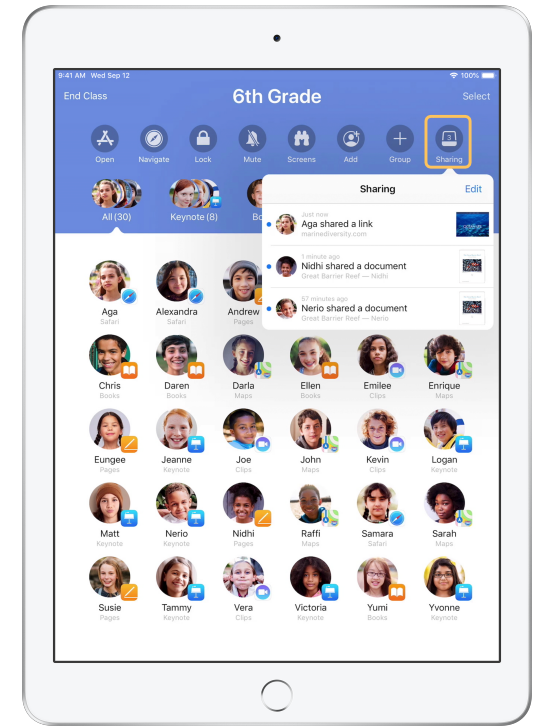 9:41 AM Wed Sep 12
100%
End Class
6th Grade
Select
Open
Navigate
Lock
Mute
Screens
Add
Group
3
Sharing
All (30)
Keynote (8)
Sharing
Edit
Just now
Aga shared a link
marinediversity.com
1 minute ago
Nidhi shared a document
Great Barrier Reef — Nidhi
57 minutes ago
Nerio shared a document
Great Barrier Reef — Nerio
Aga
Safari
Alexandra
Safari
Andrew
Pages
Chris
Books
Daren
Books
Darla
Maps
Ellen
Books
Emilee
Clips
Enrique
Maps
Eungee
Pages
Jeanne
Keynote
Joe
Clips
John
Maps
Kevin
Clips
Logan
Keynote
Matt
Keynote
Nerio
Keynote
Nidhi
Pages
Raffi
Maps
Samara
Safari
Sarah
Maps
Susie
Pages
Tammy
Keynote
Vera
Clips
Victoria
Keynote
Yumi
Books
Yvonne
Keynote